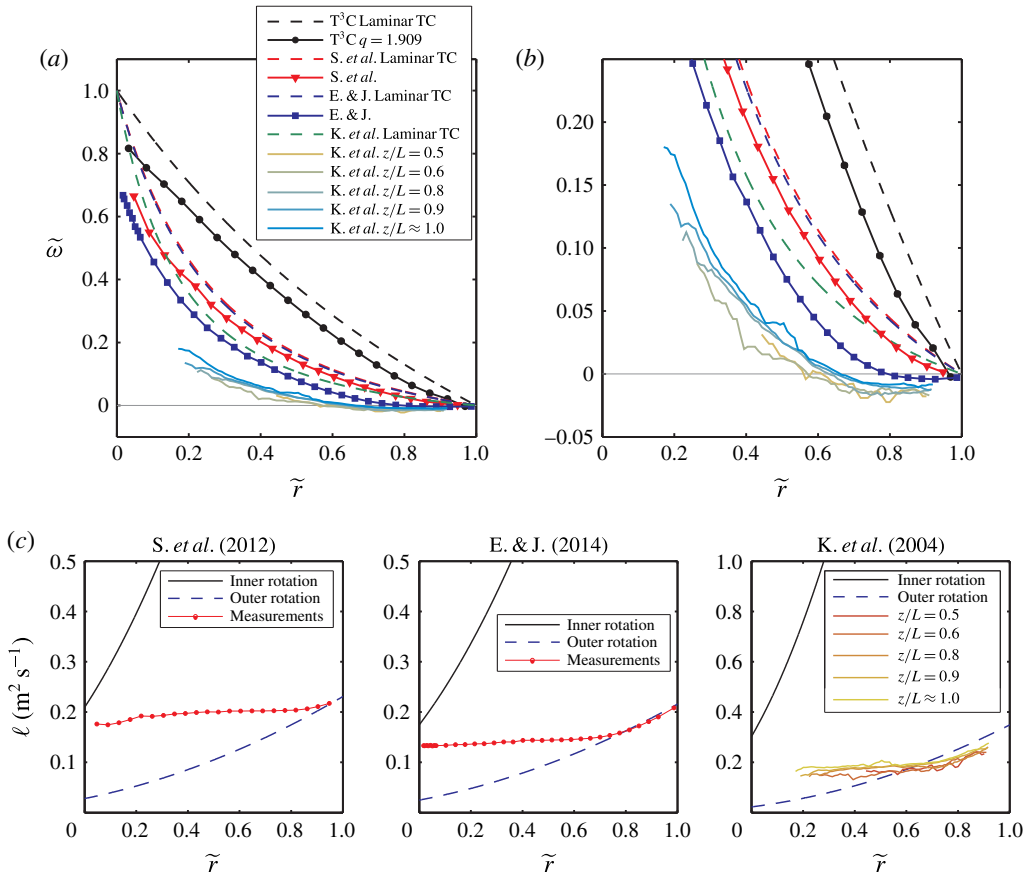 (a)
T³C Laminar TC
T³C q = 1.909
S. et al. Laminar TC
S. et al.
E. & J. Laminar TC
E. & J.
K. et al. Laminar TC
K. et al. z/L = 0.5
K. et al. z/L = 0.6
K. et al. z/L = 0.8
K. et al. z/L = 0.9
K. et al. z/L ≈ 1.0
1.0
0.8
0.6
0.4
0.2
0
ω̃
0 0.2 0.4 0.6 0.8 1.0
r̃
(b)
0.20
0.15
0.10
0.05
0
−0.05
0 0.2 0.4 0.6 0.8 1.0
r̃
(c)
S. et al. (2012)
Inner rotation
Outer rotation
Measurements
0.5
0.4
0.3
0.2
0.1
ℓ (m² s⁻¹)
0 0.2 0.4 0.6 0.8 1.0
r̃
E. & J. (2014)
Inner rotation
Outer rotation
Measurements
0.5
0.4
0.3
0.2
0.1
0 0.2 0.4 0.6 0.8 1.0
r̃
K. et al. (2004)
Inner rotation
Outer rotation
z/L = 0.5
z/L = 0.6
z/L = 0.8
z/L = 0.9
z/L ≈ 1.0
1.0
0.8
0.6
0.4
0.2
0 0.2 0.4 0.6 0.8 1.0
r̃